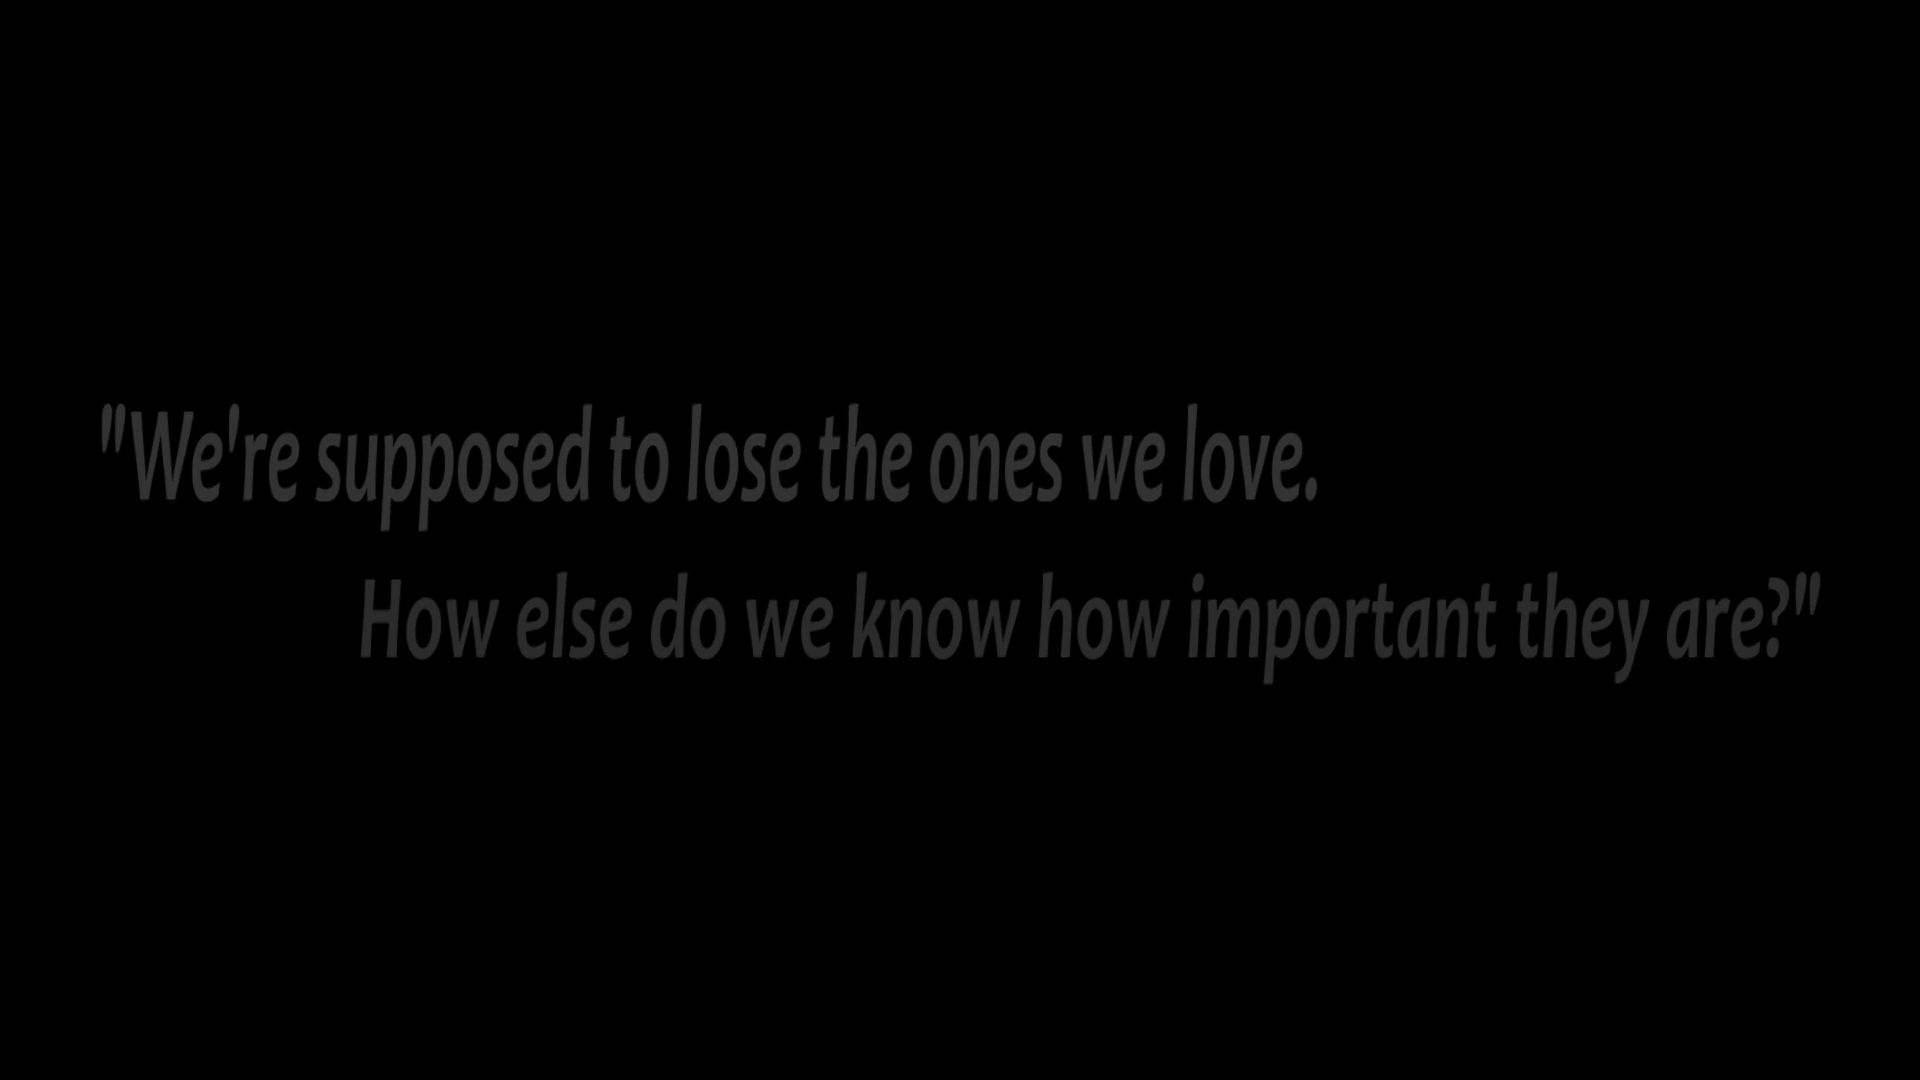 "We're supposed to lose the ones we love.
How else do we know how important they are?"